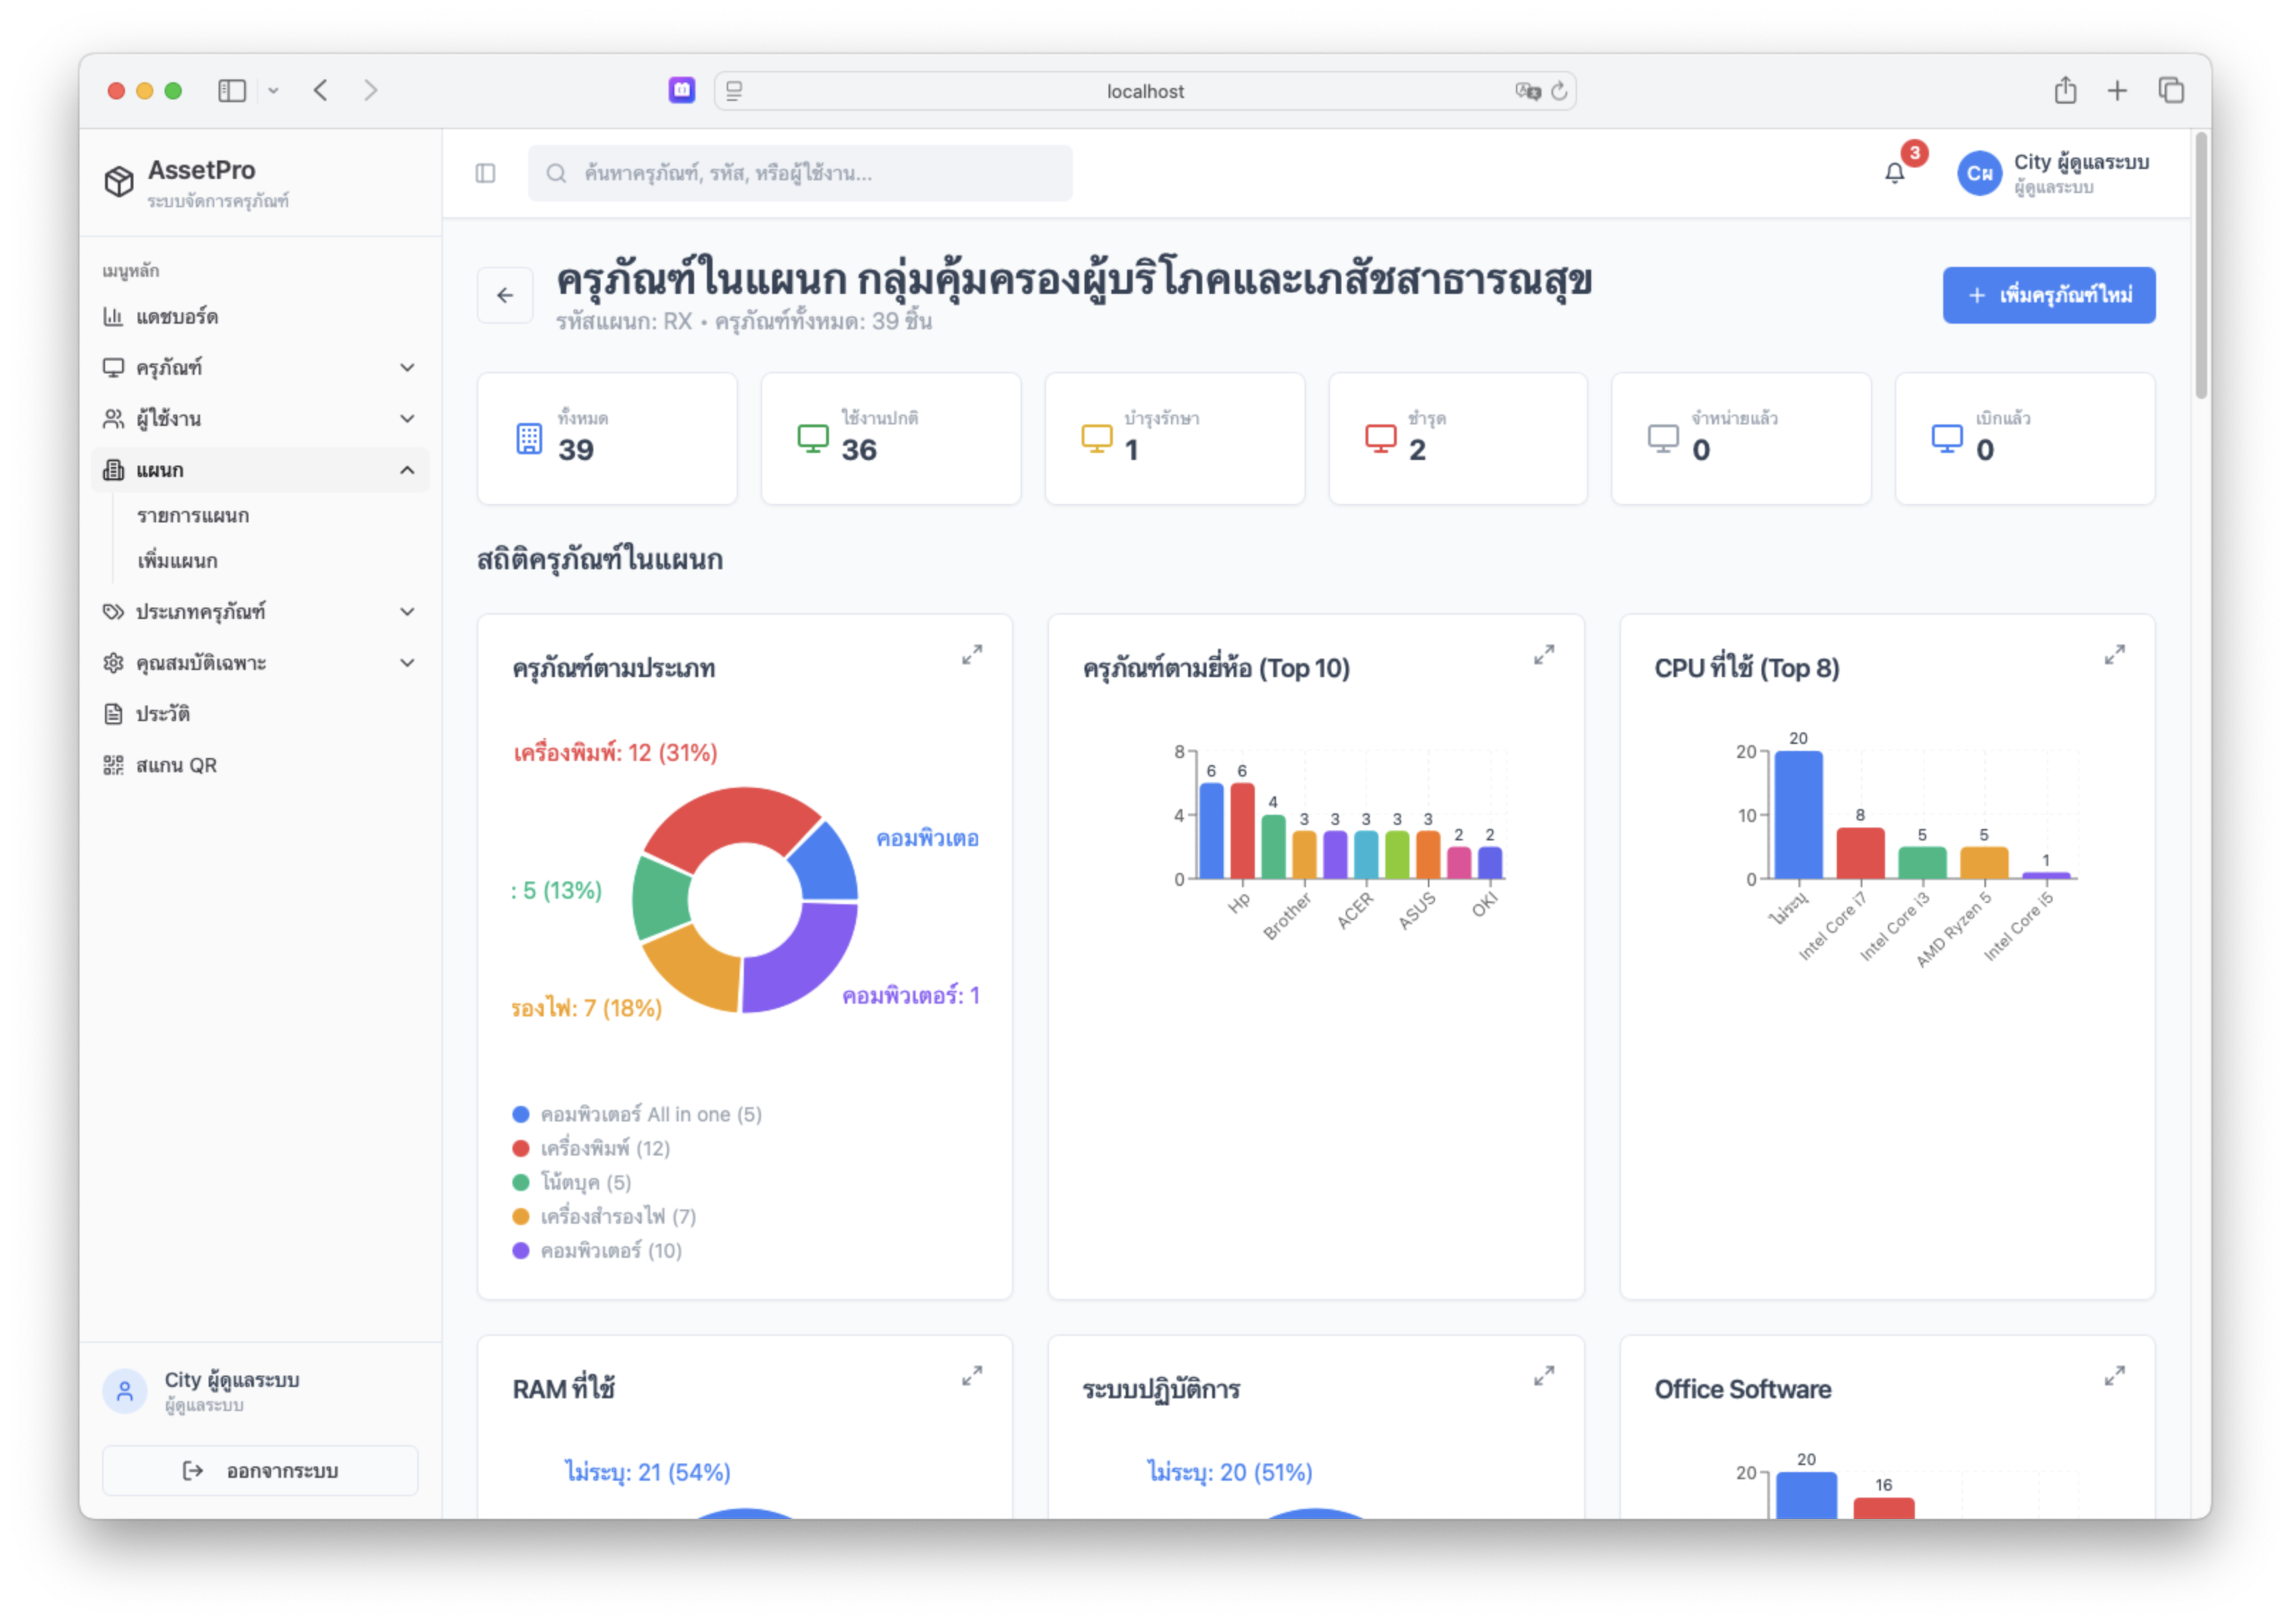 localhost
AssetPro
ระบบจัดการครุภัณฑ์
ค้นหาครุภัณฑ์, รหัส, หรือผู้ใช้งาน...
3
Cผ
City ผู้ดูแลระบบ
ผู้ดูแลระบบ
เมนูหลัก
แดชบอร์ด
ครุภัณฑ์
ผู้ใช้งาน
แผนก
รายการแผนก
เพิ่มแผนก
ประเภทครุภัณฑ์
คุณสมบัติเฉพาะ
ประวัติ
สแกน QR
City ผู้ดูแลระบบ
ผู้ดูแลระบบ
ออกจากระบบ
ครุภัณฑ์ในแผนก กลุ่มคุ้มครองผู้บริโภคและเภสัชสาธารณสุข
รหัสแผนก: RX • ครุภัณฑ์ทั้งหมด: 39 ชิ้น
เพิ่มครุภัณฑ์ใหม่
ทั้งหมด
39
ใช้งานปกติ
36
บำรุงรักษา
1
ชำรุด
2
จำหน่ายแล้ว
0
เบิกแล้ว
0
สถิติครุภัณฑ์ในแผนก
ครุภัณฑ์ตามประเภท
เครื่องพิมพ์: 12 (31%)
คอมพิวเตอ
: 5 (13%)
คอมพิวเตอร์: 1
รองไฟ: 7 (18%)
คอมพิวเตอร์ All in one (5)
เครื่องพิมพ์ (12)
โน้ตบุค (5)
เครื่องสำรองไฟ (7)
คอมพิวเตอร์ (10)
ครุภัณฑ์ตามยี่ห้อ (Top 10)
8
4
0
6 6 4 3 3 3 3 3 2 2
Hp Brother ACER ASUS OKI
CPU ที่ใช้ (Top 8)
20
10
0
20 8 5 5 1
ไม่ระบุ Intel Core i7 Intel Core i3 AMD Ryzen 5 Intel Core i5
RAM ที่ใช้
ไม่ระบุ: 21 (54%)
ระบบปฏิบัติการ
ไม่ระบุ: 20 (51%)
Office Software
20
20 16